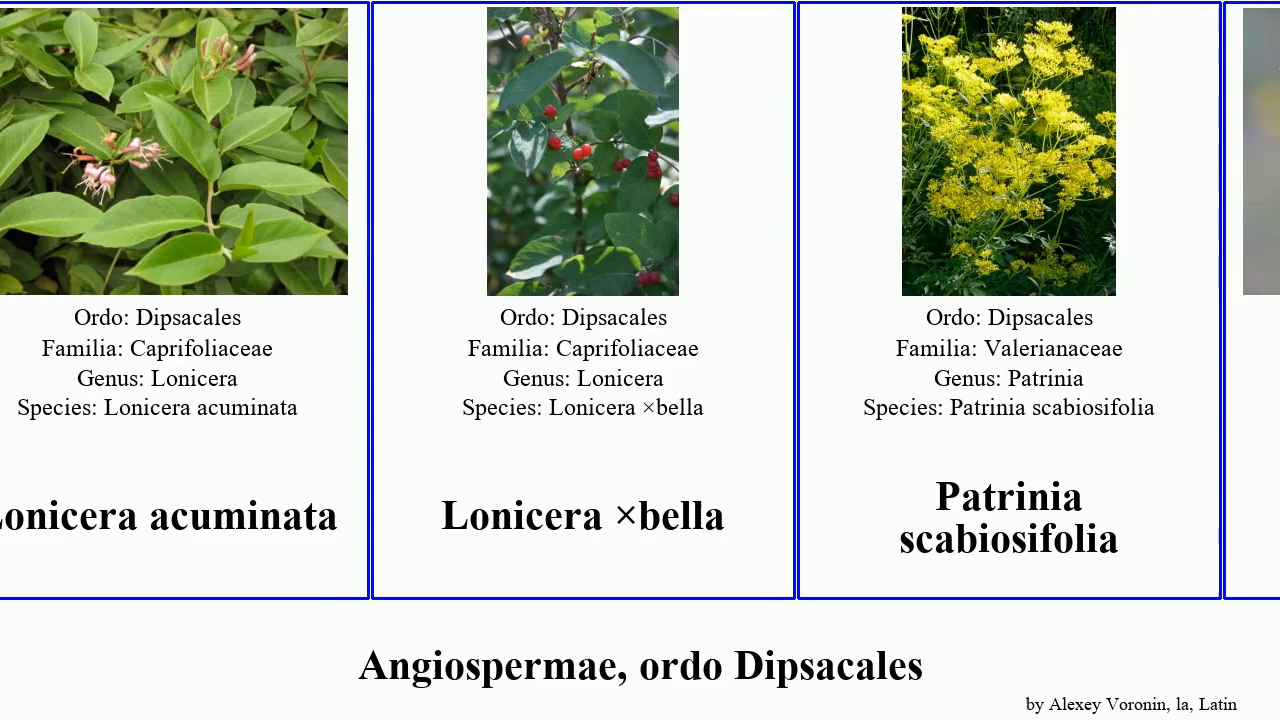 Ordo: Dipsacales
Familia: Caprifoliaceae
Genus: Lonicera
Species: Lonicera acuminata
Lonicera acuminata
Ordo: Dipsacales
Familia: Caprifoliaceae
Genus: Lonicera
Species: Lonicera ×bella
Lonicera ×bella
Ordo: Dipsacales
Familia: Valerianaceae
Genus: Patrinia
Species: Patrinia scabiosifolia
Patrinia
scabiosifolia
Angiospermae, ordo Dipsacales
by Alexey Voronin, la, Latin